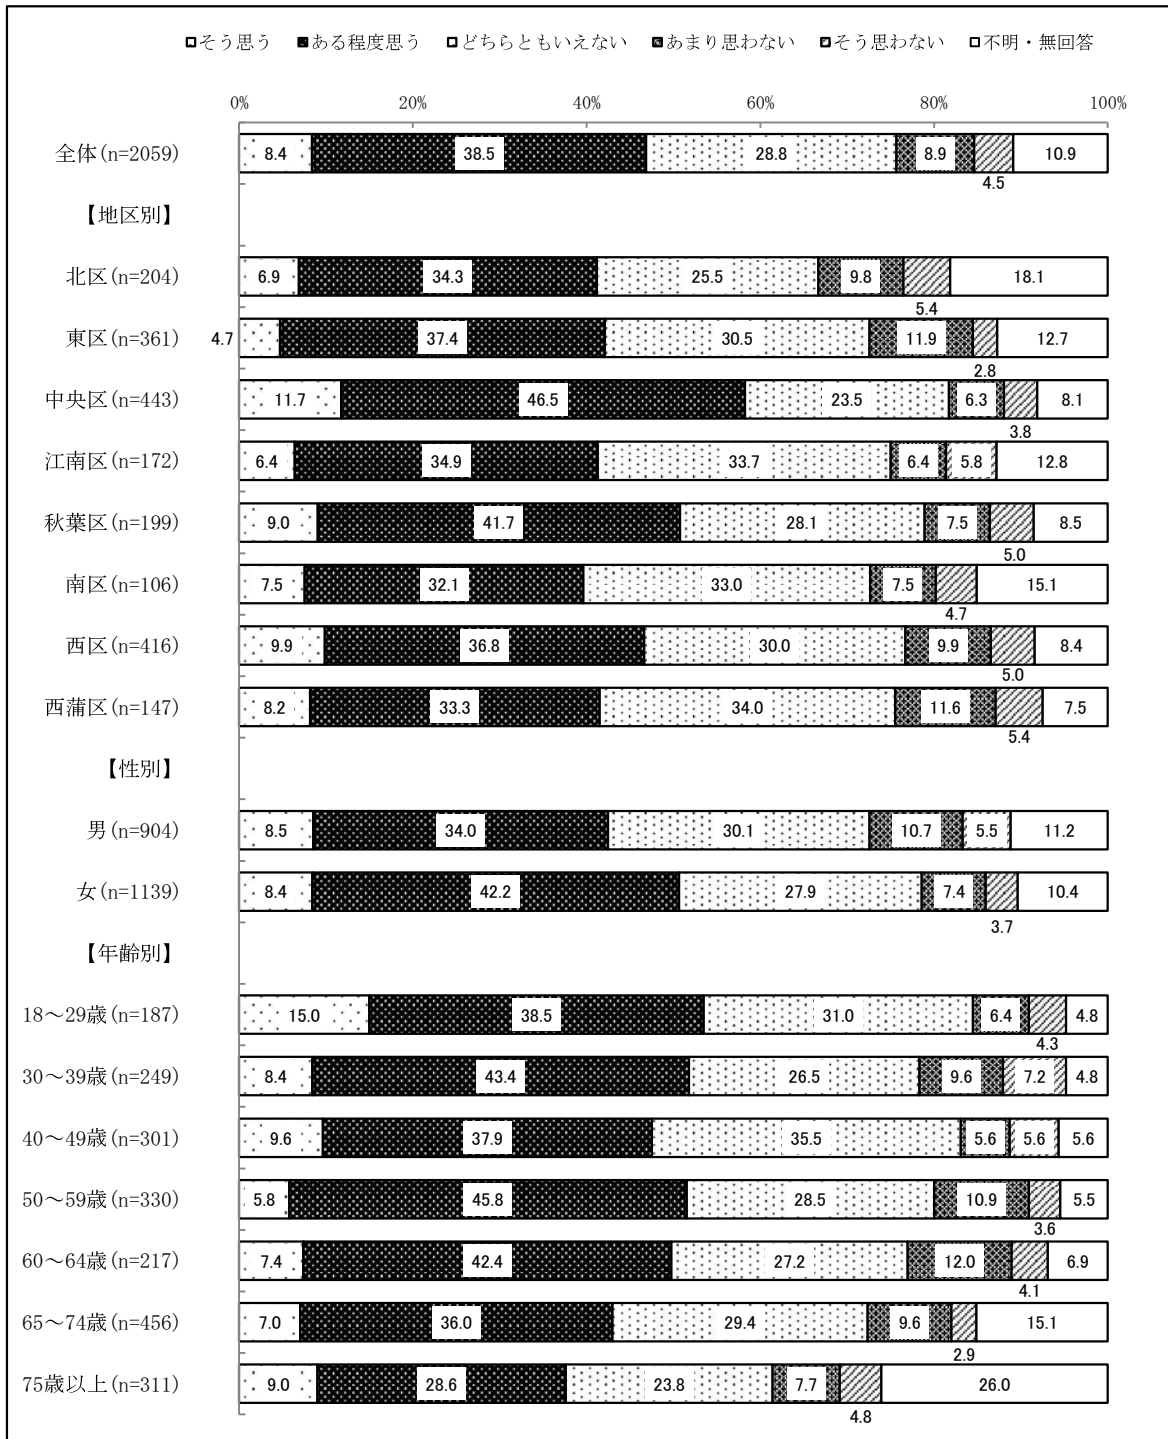 そう思う ある程度思う どちらともいえない あまり思わない そう思わない 不明・無回答
0% 20% 40% 60% 80% 100%
全体(n=2059) 8.4 38.5 28.8 8.9 4.5 10.9
【地区別】
北区(n=204) 6.9 34.3 25.5 9.8 5.4 18.1
東区(n=361) 4.7 37.4 30.5 11.9 2.8 12.7
中央区(n=443) 11.7 46.5 23.5 6.3 3.8 8.1
江南区(n=172) 6.4 34.9 33.7 6.4 5.8 12.8
秋葉区(n=199) 9.0 41.7 28.1 7.5 5.0 8.5
南区(n=106) 7.5 32.1 33.0 7.5 4.7 15.1
西区(n=416) 9.9 36.8 30.0 9.9 5.0 8.4
西蒲区(n=147) 8.2 33.3 34.0 11.6 5.4 7.5
【性別】
男(n=904) 8.5 34.0 30.1 10.7 5.5 11.2
女(n=1139) 8.4 42.2 27.9 7.4 3.7 10.4
【年齢別】
18～29歳(n=187) 15.0 38.5 31.0 6.4 4.3 4.8
30～39歳(n=249) 8.4 43.4 26.5 9.6 7.2 4.8
40～49歳(n=301) 9.6 37.9 35.5 5.6 5.6 5.6
50～59歳(n=330) 5.8 45.8 28.5 10.9 3.6 5.5
60～64歳(n=217) 7.4 42.4 27.2 12.0 4.1 6.9
65～74歳(n=456) 7.0 36.0 29.4 9.6 2.9 15.1
75歳以上(n=311) 9.0 28.6 23.8 7.7 4.8 26.0